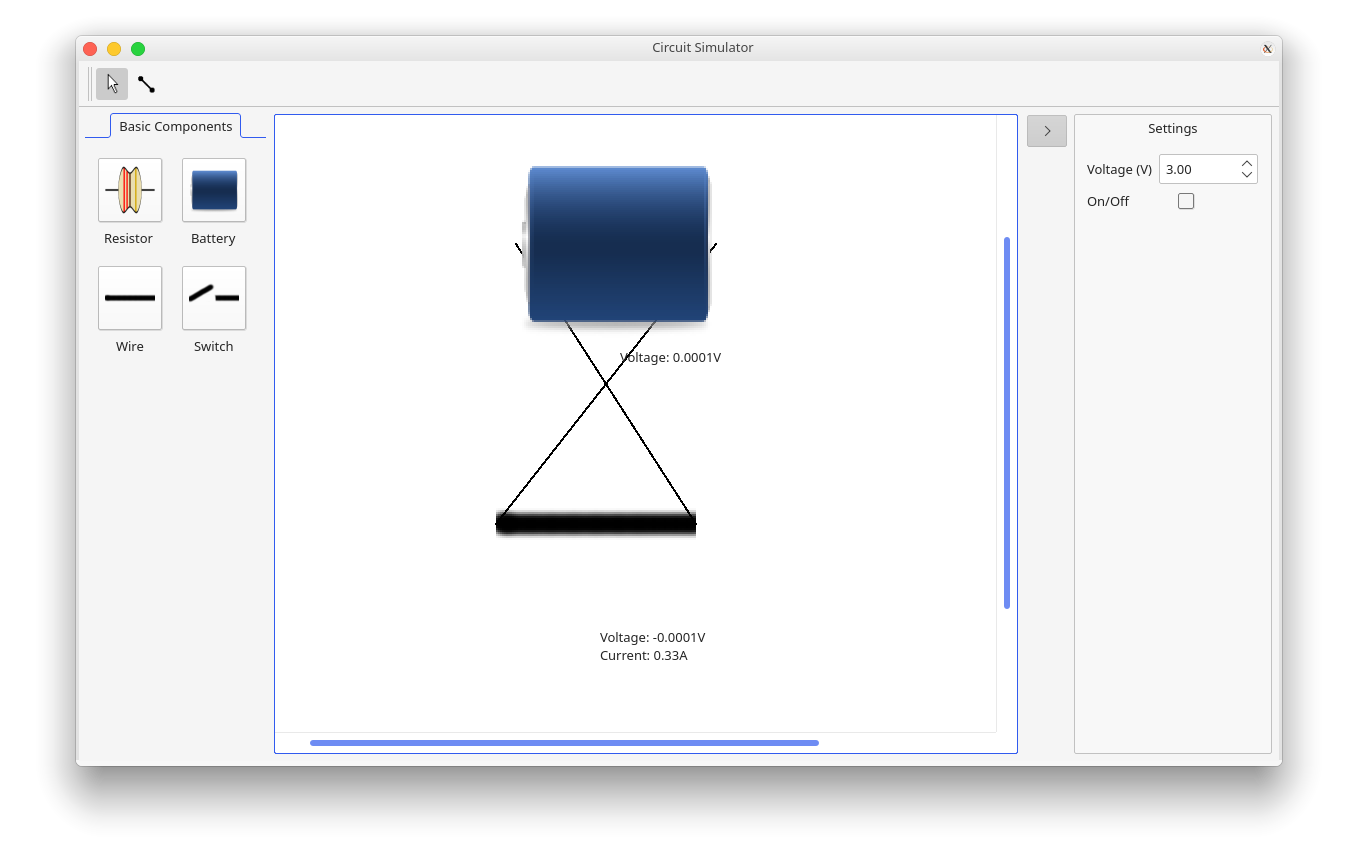 Circuit Simulator
Basic Components
Resistor
Battery
Wire
Switch
Voltage: 0.0001V
Voltage: -0.0001V
Current: 0.33A
Settings
Voltage (V) 3.00
On/Off